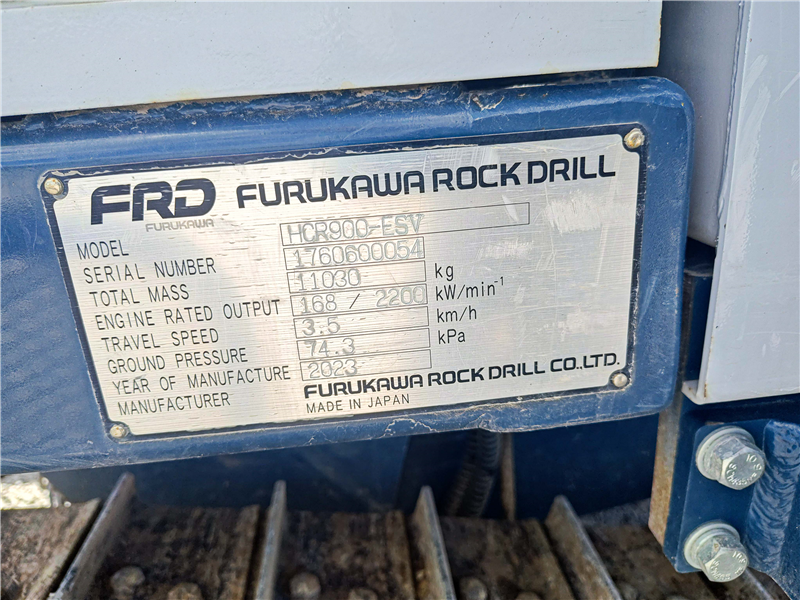 FRD FURUKAWA ROCK DRILL
FURUKAWA
MODEL HCR900-ESV
SERIAL NUMBER 1760600054
TOTAL MASS 11030 kg
ENGINE RATED OUTPUT 168 / 2200 kW/min⁻¹
TRAVEL SPEED 3.5 km/h
GROUND PRESSURE 74.3 kPa
YEAR OF MANUFACTURE 2023
MANUFACTURER FURUKAWA ROCK DRILL CO.,LTD.
MADE IN JAPAN